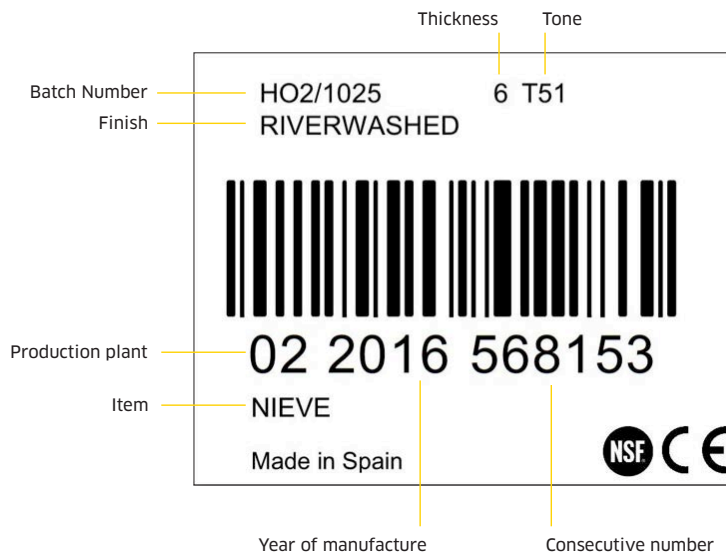 Thickness Tone
Batch Number HO2/1025 6 T51
Finish RIVERWASHED
Production plant 02 2016 568153
Item NIEVE
Made in Spain NSF CE
Year of manufacture Consecutive number